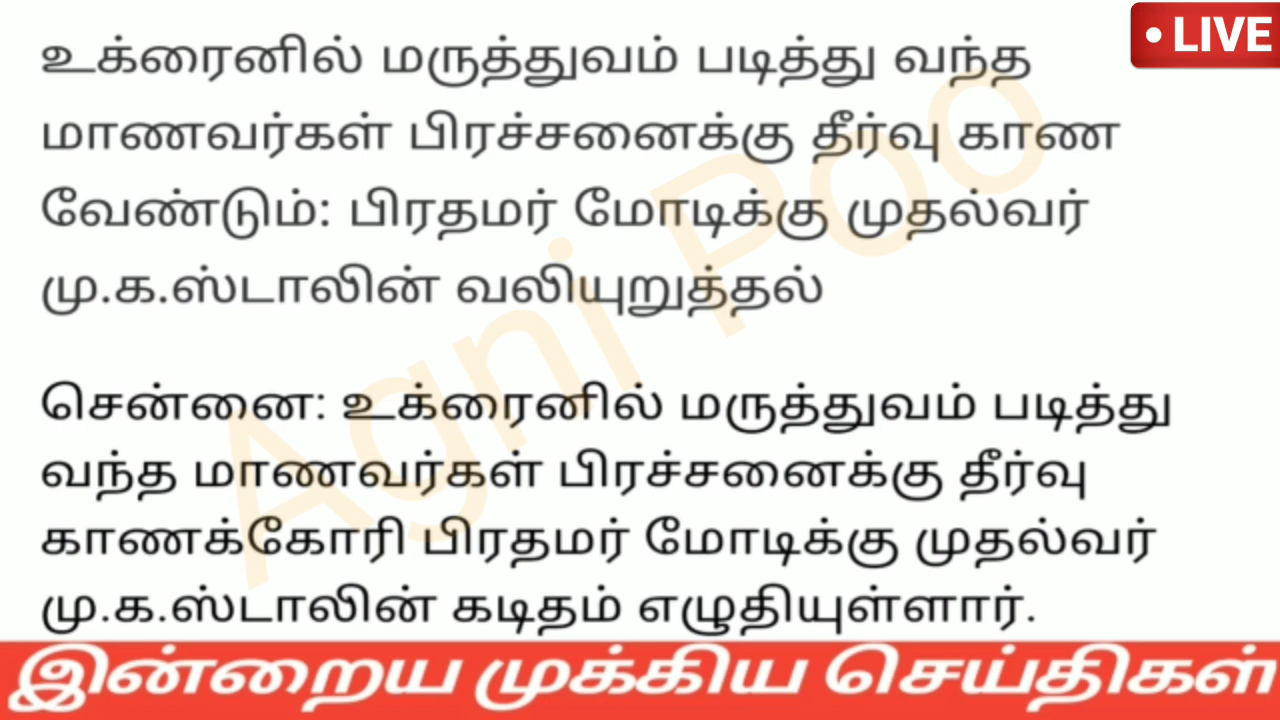 • LIVE
உக்ரைனில் மருத்துவம் படித்து வந்த
மாணவர்கள் பிரச்சனைக்கு தீர்வு காண
வேண்டும்: பிரதமர் மோடிக்கு முதல்வர்
மு.க.ஸ்டாலின் வலியுறுத்தல்
சென்னை: உக்ரைனில் மருத்துவம் படித்து
வந்த மாணவர்கள் பிரச்சனைக்கு தீர்வு
காணக்கோரி பிரதமர் மோடிக்கு முதல்வர்
மு.க.ஸ்டாலின் கடிதம் எழுதியுள்ளார்.
Agni Poo
இன்றைய முக்கிய செய்திகள்